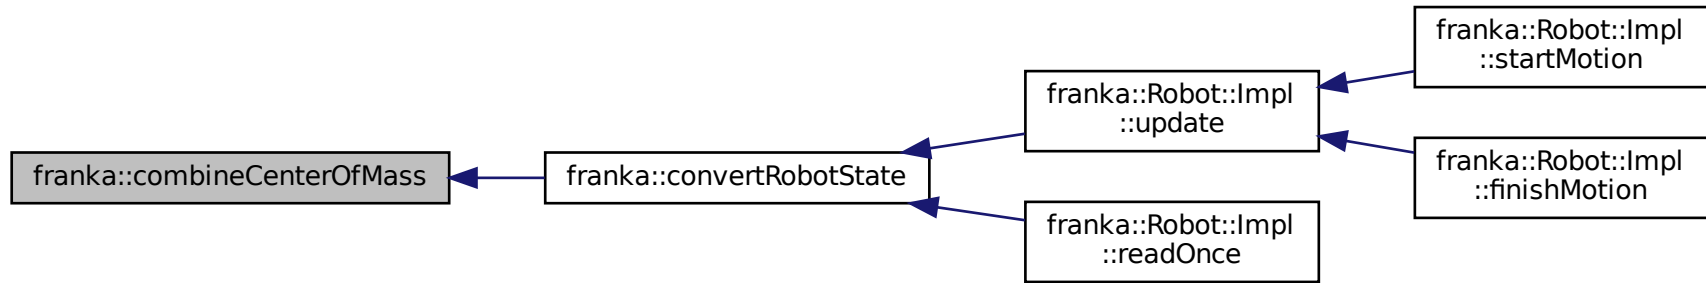 franka::combineCenterOfMass
franka::convertRobotState
franka::Robot::Impl
::update
franka::Robot::Impl
::readOnce
franka::Robot::Impl
::startMotion
franka::Robot::Impl
::finishMotion